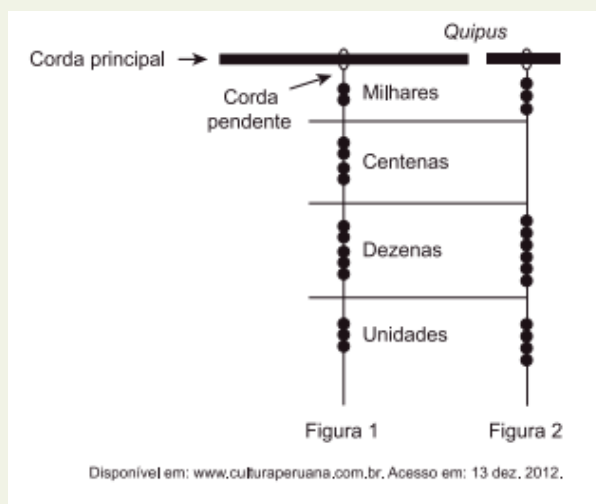 Quipus
Corda principal
Corda
pendente
Milhares
Centenas
Dezenas
Unidades
Figura 1
Figura 2
Disponível em: www.culturaperuana.com.br. Acesso em: 13 dez. 2012.